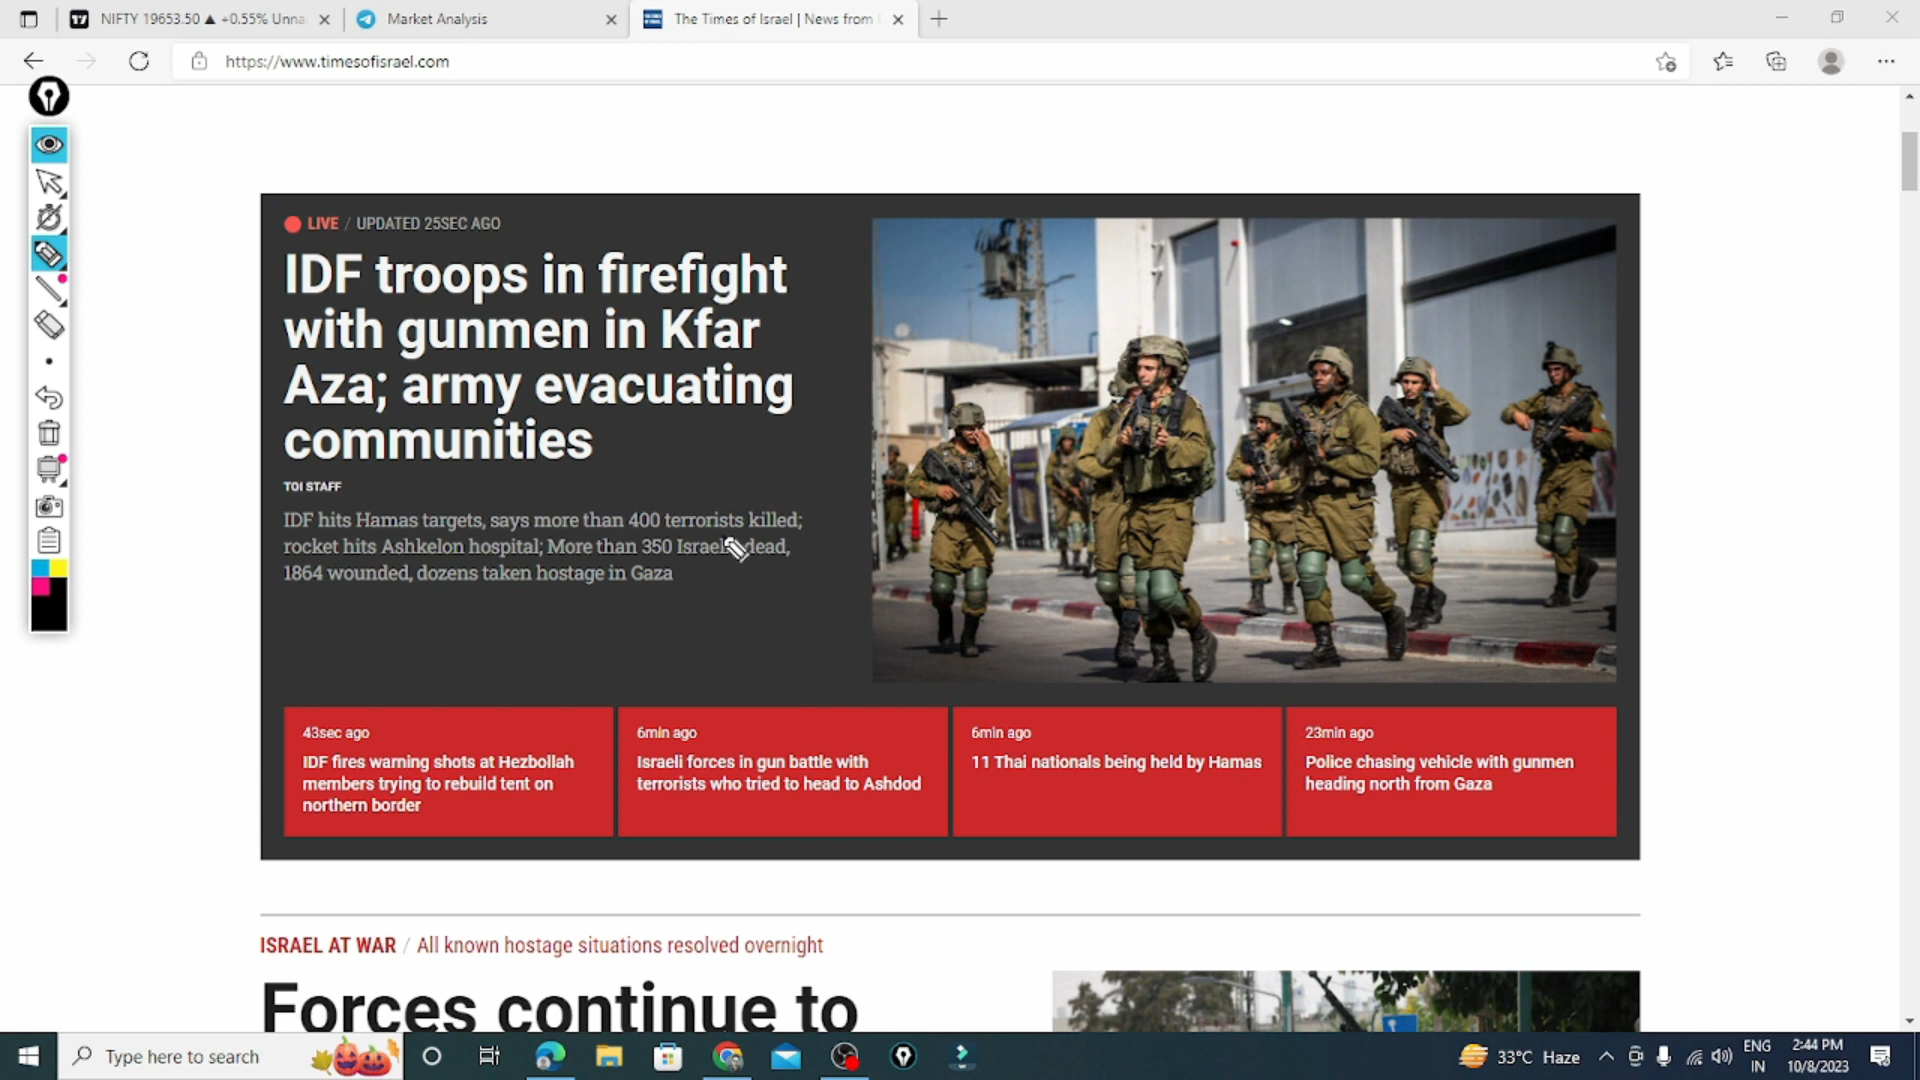 NIFTY 19653.50 ▲ +0.55% Unna
Market Analysis
The Times of Israel | News from
https://www.timesofisrael.com
LIVE / UPDATED 25SEC AGO
IDF troops in firefight
with gunmen in Kfar
Aza; army evacuating
communities
TOI STAFF
IDF hits Hamas targets, says more than 400 terrorists killed;
rocket hits Ashkelon hospital; More than 350 Israelis dead,
1864 wounded, dozens taken hostage in Gaza
43sec ago
IDF fires warning shots at Hezbollah
members trying to rebuild tent on
northern border
6min ago
Israeli forces in gun battle with
terrorists who tried to head to Ashdod
6min ago
11 Thai nationals being held by Hamas
23min ago
Police chasing vehicle with gunmen
heading north from Gaza
ISRAEL AT WAR / All known hostage situations resolved overnight
Forces continue to
Type here to search
33°C Haze
ENG
IN
2:44 PM
10/8/2023